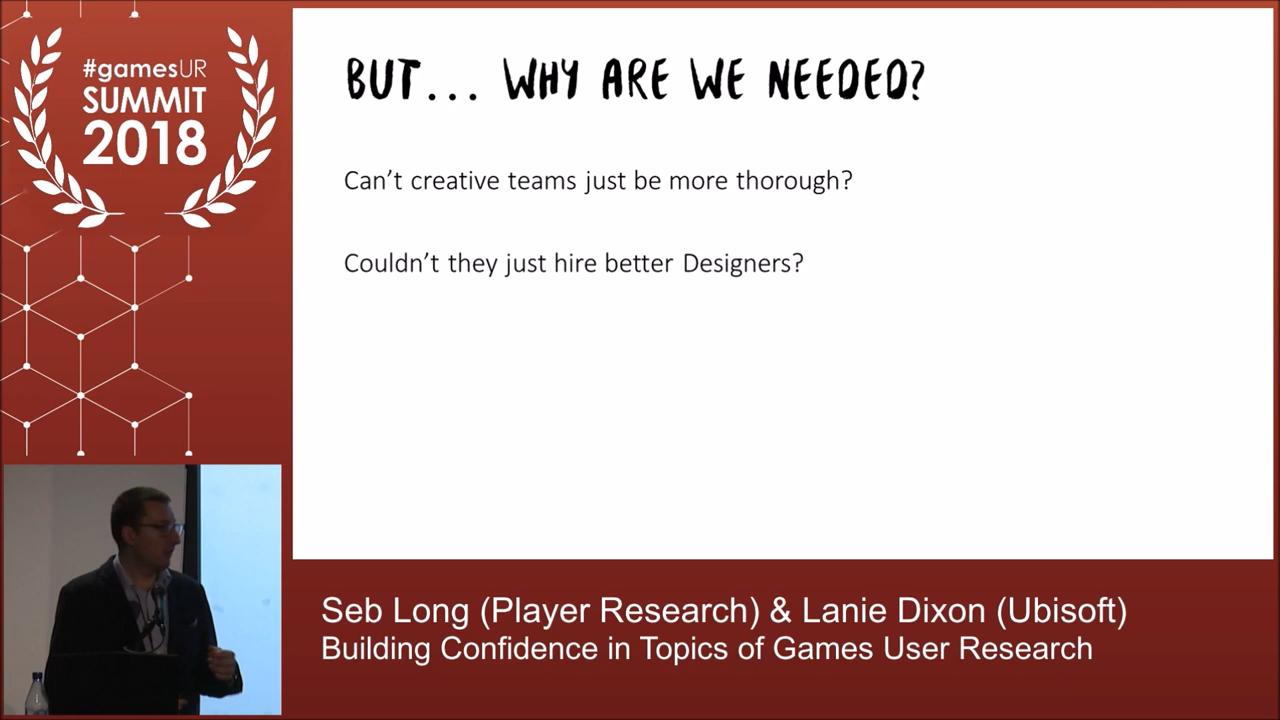 #gamesUR
SUMMIT
2018
BUT... WHY ARE WE NEEDED?
Can't creative teams just be more thorough?
Couldn't they just hire better Designers?
Seb Long (Player Research) & Lanie Dixon (Ubisoft)
Building Confidence in Topics of Games User Research